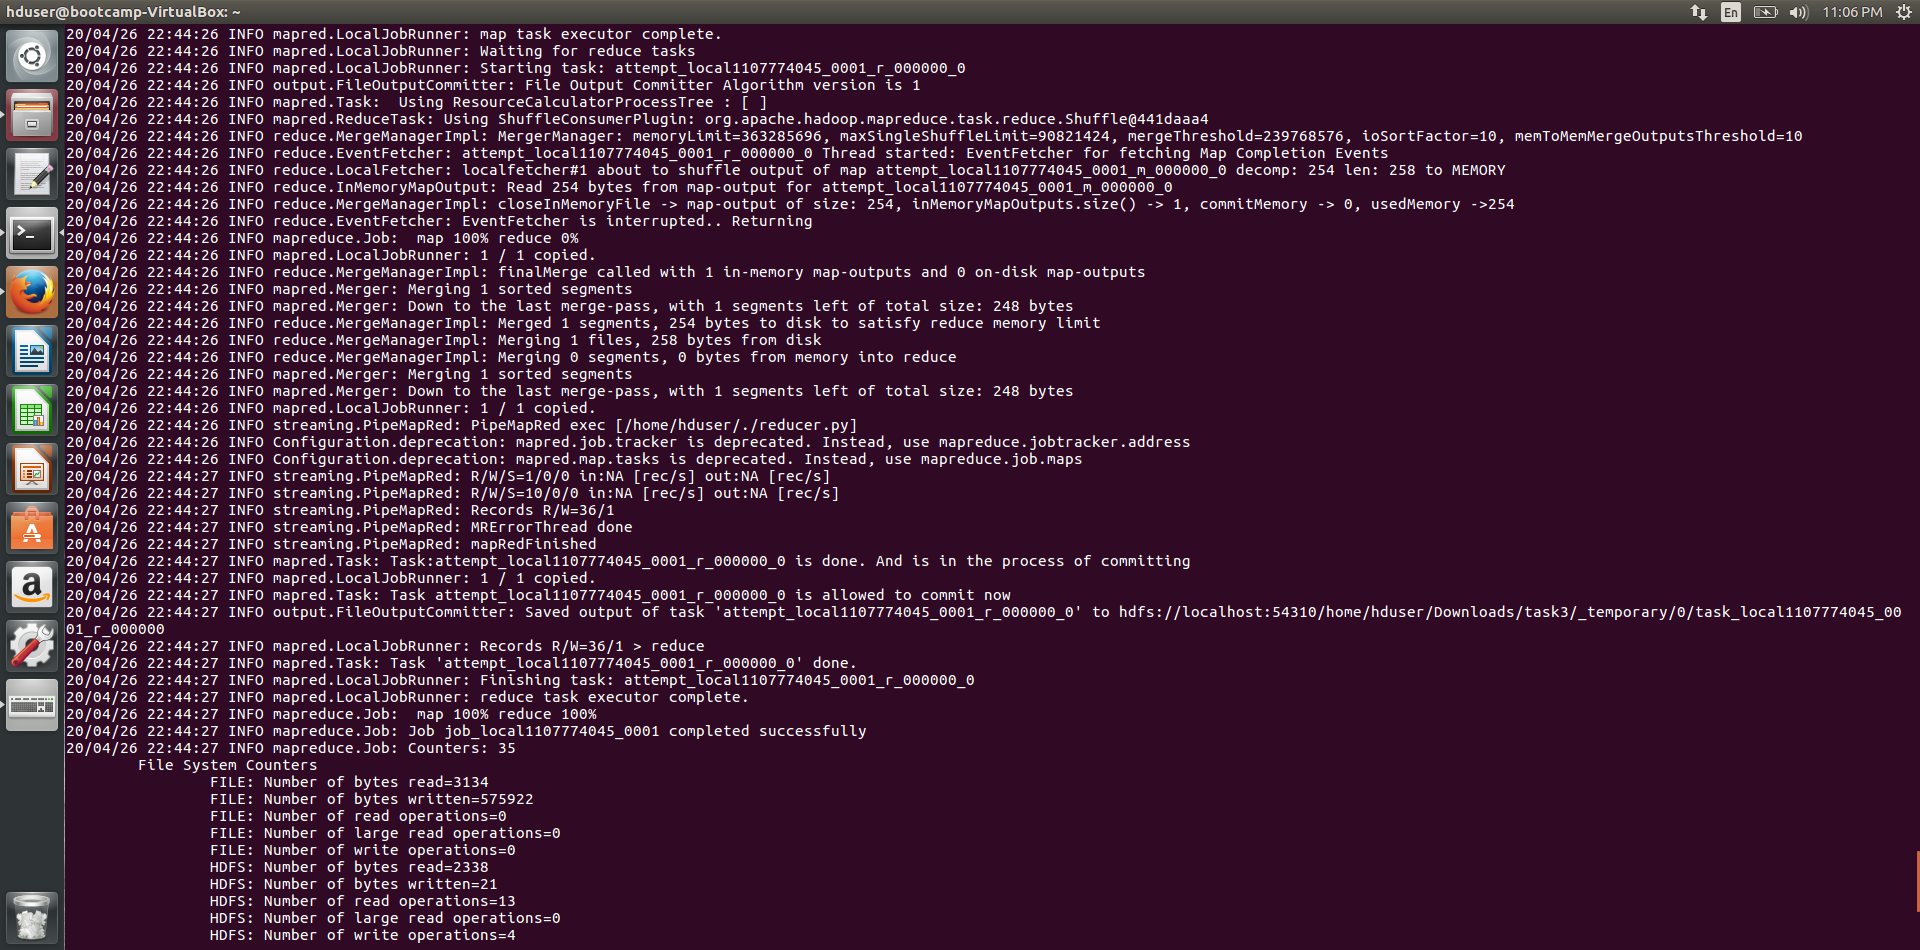 hduser@bootcamp-VirtualBox: ~
En
11:06 PM
20/04/26 22:44:26 INFO mapred.LocalJobRunner: map task executor complete.
20/04/26 22:44:26 INFO mapred.LocalJobRunner: Waiting for reduce tasks
20/04/26 22:44:26 INFO mapred.LocalJobRunner: Starting task: attempt_local1107774045_0001_r_000000_0
20/04/26 22:44:26 INFO output.FileOutputCommitter: File Output Committer Algorithm version is 1
20/04/26 22:44:26 INFO mapred.Task:  Using ResourceCalculatorProcessTree : [ ]
20/04/26 22:44:26 INFO mapred.ReduceTask: Using ShuffleConsumerPlugin: org.apache.hadoop.mapreduce.task.reduce.Shuffle@441daaa4
20/04/26 22:44:26 INFO reduce.MergeManagerImpl: MergerManager: memoryLimit=363285696, maxSingleShuffleLimit=90821424, mergeThreshold=239768576, ioSortFactor=10, memToMemMergeOutputsThreshold=10
20/04/26 22:44:26 INFO reduce.EventFetcher: attempt_local1107774045_0001_r_000000_0 Thread started: EventFetcher for fetching Map Completion Events
20/04/26 22:44:26 INFO reduce.LocalFetcher: localfetcher#1 about to shuffle output of map attempt_local1107774045_0001_m_000000_0 decomp: 254 len: 258 to MEMORY
20/04/26 22:44:26 INFO reduce.InMemoryMapOutput: Read 254 bytes from map-output for attempt_local1107774045_0001_m_000000_0
20/04/26 22:44:26 INFO reduce.MergeManagerImpl: closeInMemoryFile -> map-output of size: 254, inMemoryMapOutputs.size() -> 1, commitMemory -> 0, usedMemory ->254
20/04/26 22:44:26 INFO reduce.EventFetcher: EventFetcher is interrupted.. Returning
20/04/26 22:44:26 INFO mapreduce.Job:  map 100% reduce 0%
20/04/26 22:44:26 INFO mapred.LocalJobRunner: 1 / 1 copied.
20/04/26 22:44:26 INFO reduce.MergeManagerImpl: finalMerge called with 1 in-memory map-outputs and 0 on-disk map-outputs
20/04/26 22:44:26 INFO mapred.Merger: Merging 1 sorted segments
20/04/26 22:44:26 INFO mapred.Merger: Down to the last merge-pass, with 1 segments left of total size: 248 bytes
20/04/26 22:44:26 INFO reduce.MergeManagerImpl: Merged 1 segments, 254 bytes to disk to satisfy reduce memory limit
20/04/26 22:44:26 INFO reduce.MergeManagerImpl: Merging 1 files, 258 bytes from disk
20/04/26 22:44:26 INFO reduce.MergeManagerImpl: Merging 0 segments, 0 bytes from memory into reduce
20/04/26 22:44:26 INFO mapred.Merger: Merging 1 sorted segments
20/04/26 22:44:26 INFO mapred.Merger: Down to the last merge-pass, with 1 segments left of total size: 248 bytes
20/04/26 22:44:26 INFO mapred.LocalJobRunner: 1 / 1 copied.
20/04/26 22:44:26 INFO streaming.PipeMapRed: PipeMapRed exec [/home/hduser/./reducer.py]
20/04/26 22:44:26 INFO Configuration.deprecation: mapred.job.tracker is deprecated. Instead, use mapreduce.jobtracker.address
20/04/26 22:44:26 INFO Configuration.deprecation: mapred.map.tasks is deprecated. Instead, use mapreduce.job.maps
20/04/26 22:44:27 INFO streaming.PipeMapRed: R/W/S=1/0/0 in:NA [rec/s] out:NA [rec/s]
20/04/26 22:44:27 INFO streaming.PipeMapRed: R/W/S=10/0/0 in:NA [rec/s] out:NA [rec/s]
20/04/26 22:44:27 INFO streaming.PipeMapRed: Records R/W=36/1
20/04/26 22:44:27 INFO streaming.PipeMapRed: MRErrorThread done
20/04/26 22:44:27 INFO streaming.PipeMapRed: mapRedFinished
20/04/26 22:44:27 INFO mapred.Task: Task:attempt_local1107774045_0001_r_000000_0 is done. And is in the process of committing
20/04/26 22:44:27 INFO mapred.LocalJobRunner: 1 / 1 copied.
20/04/26 22:44:27 INFO mapred.Task: Task attempt_local1107774045_0001_r_000000_0 is allowed to commit now
20/04/26 22:44:27 INFO output.FileOutputCommitter: Saved output of task 'attempt_local1107774045_0001_r_000000_0' to hdfs://localhost:54310/home/hduser/Downloads/task3/_temporary/0/task_local1107774045_00
01_r_000000
20/04/26 22:44:27 INFO mapred.LocalJobRunner: Records R/W=36/1 > reduce
20/04/26 22:44:27 INFO mapred.Task: Task 'attempt_local1107774045_0001_r_000000_0' done.
20/04/26 22:44:27 INFO mapred.LocalJobRunner: Finishing task: attempt_local1107774045_0001_r_000000_0
20/04/26 22:44:27 INFO mapred.LocalJobRunner: reduce task executor complete.
20/04/26 22:44:27 INFO mapreduce.Job:  map 100% reduce 100%
20/04/26 22:44:27 INFO mapreduce.Job: Job job_local1107774045_0001 completed successfully
20/04/26 22:44:27 INFO mapreduce.Job: Counters: 35
File System Counters
FILE: Number of bytes read=3134
FILE: Number of bytes written=575922
FILE: Number of read operations=0
FILE: Number of large read operations=0
FILE: Number of write operations=0
HDFS: Number of bytes read=2338
HDFS: Number of bytes written=21
HDFS: Number of read operations=13
HDFS: Number of large read operations=0
HDFS: Number of write operations=4